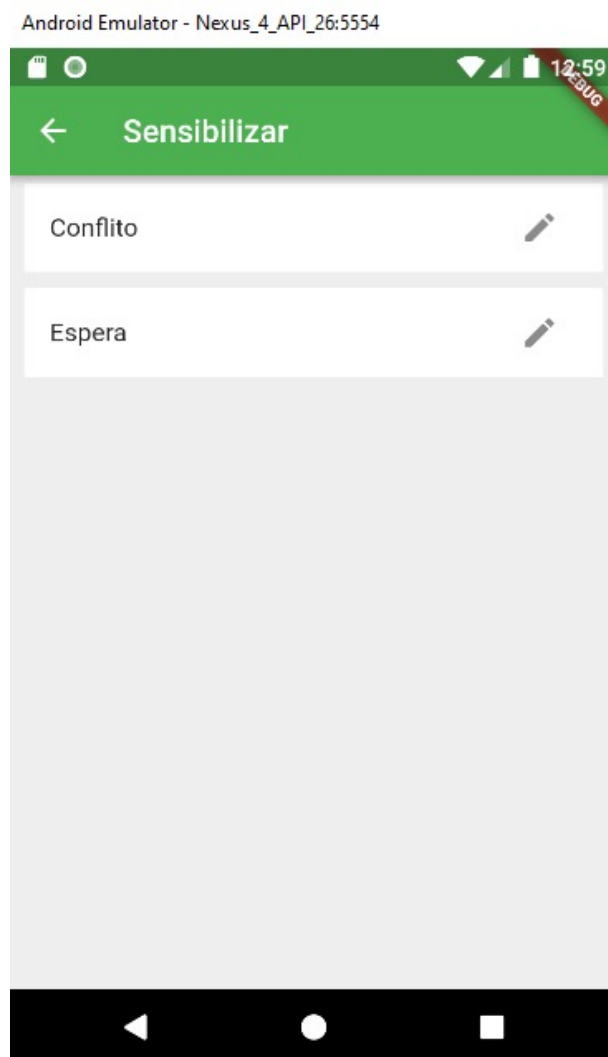 Android Emulator - Nexus_4_API_26:5554
12:59
DEBUG
Sensibilizar
Conflito
Espera